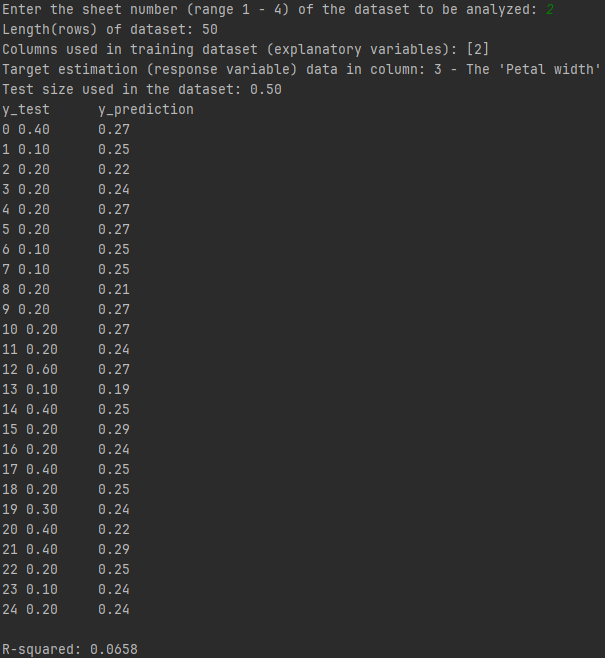 Enter the sheet number (range 1 - 4) of the dataset to be analyzed: 2
Length(rows) of dataset: 50
Columns used in training dataset (explanatory variables): [2]
Target estimation (response variable) data in column: 3 - The 'Petal width'
Test size used in the dataset: 0.50
y_test y_prediction
0 0.40 0.27
1 0.10 0.25
2 0.20 0.22
3 0.20 0.24
4 0.20 0.27
5 0.20 0.27
6 0.10 0.25
7 0.10 0.25
8 0.20 0.21
9 0.20 0.27
10 0.20 0.27
11 0.20 0.24
12 0.60 0.27
13 0.10 0.19
14 0.40 0.25
15 0.20 0.29
16 0.20 0.24
17 0.40 0.25
18 0.20 0.25
19 0.30 0.24
20 0.40 0.22
21 0.40 0.29
22 0.20 0.25
23 0.10 0.24
24 0.20 0.24
R-squared: 0.0658